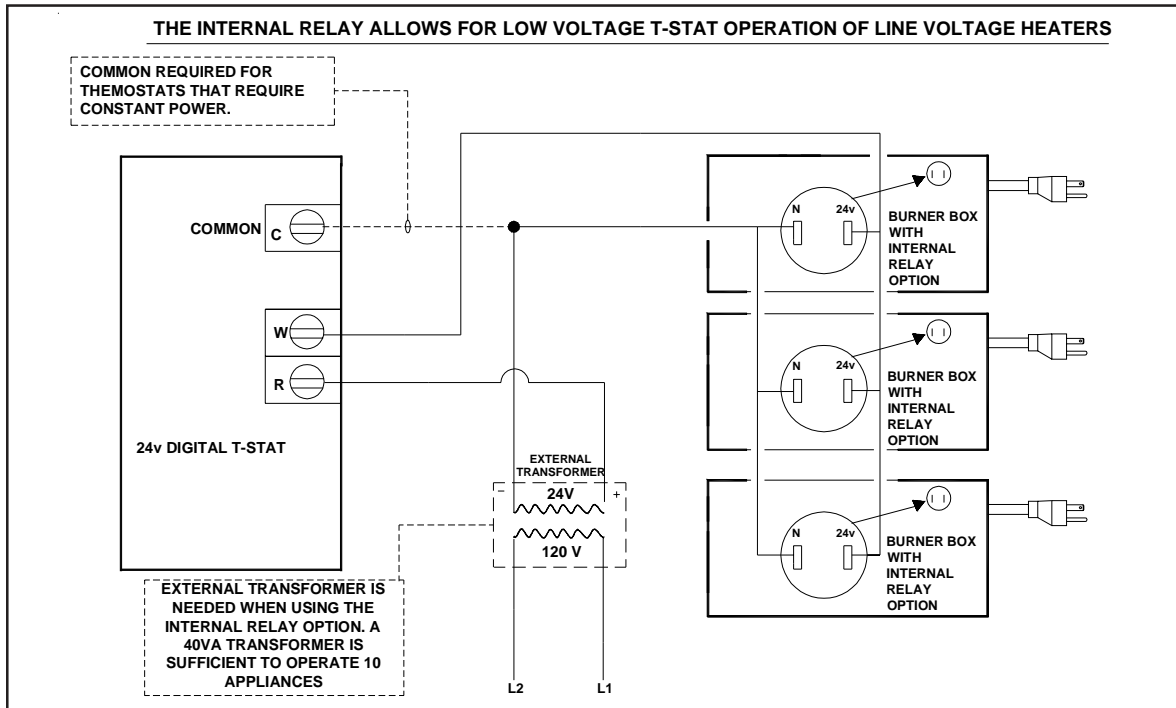 THE INTERNAL RELAY ALLOWS FOR LOW VOLTAGE T-STAT OPERATION OF LINE VOLTAGE HEATERS
COMMON REQUIRED FOR
THEMOSTATS THAT REQUIRE
CONSTANT POWER.
COMMON
C
W
R
24v DIGITAL T-STAT
EXTERNAL
TRANSFORMER
– 24V +
120 V
EXTERNAL TRANSFORMER IS
NEEDED WHEN USING THE
INTERNAL RELAY OPTION. A
40VA TRANSFORMER IS
SUFFICIENT TO OPERATE 10
APPLIANCES
L2 L1
N 24v
BURNER BOX
WITH
INTERNAL
RELAY
OPTION
N 24v
BURNER BOX
WITH
INTERNAL
RELAY
OPTION
N 24v
BURNER BOX
WITH
INTERNAL
RELAY
OPTION